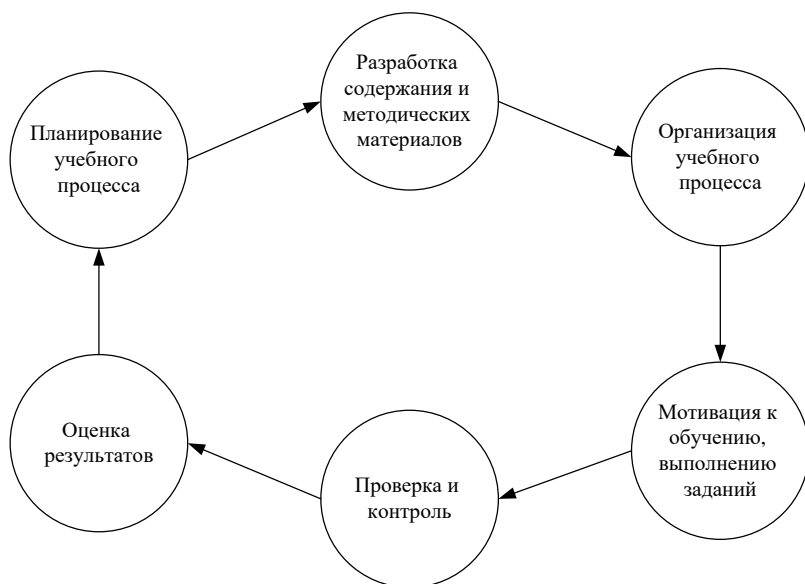 Разработка
содержания и
методических
материалов
Планирование
учебного
процесса
Организация
учебного
процесса
Оценка
результатов
Проверка и
контроль
Мотивация к
обучению,
выполнению
заданий